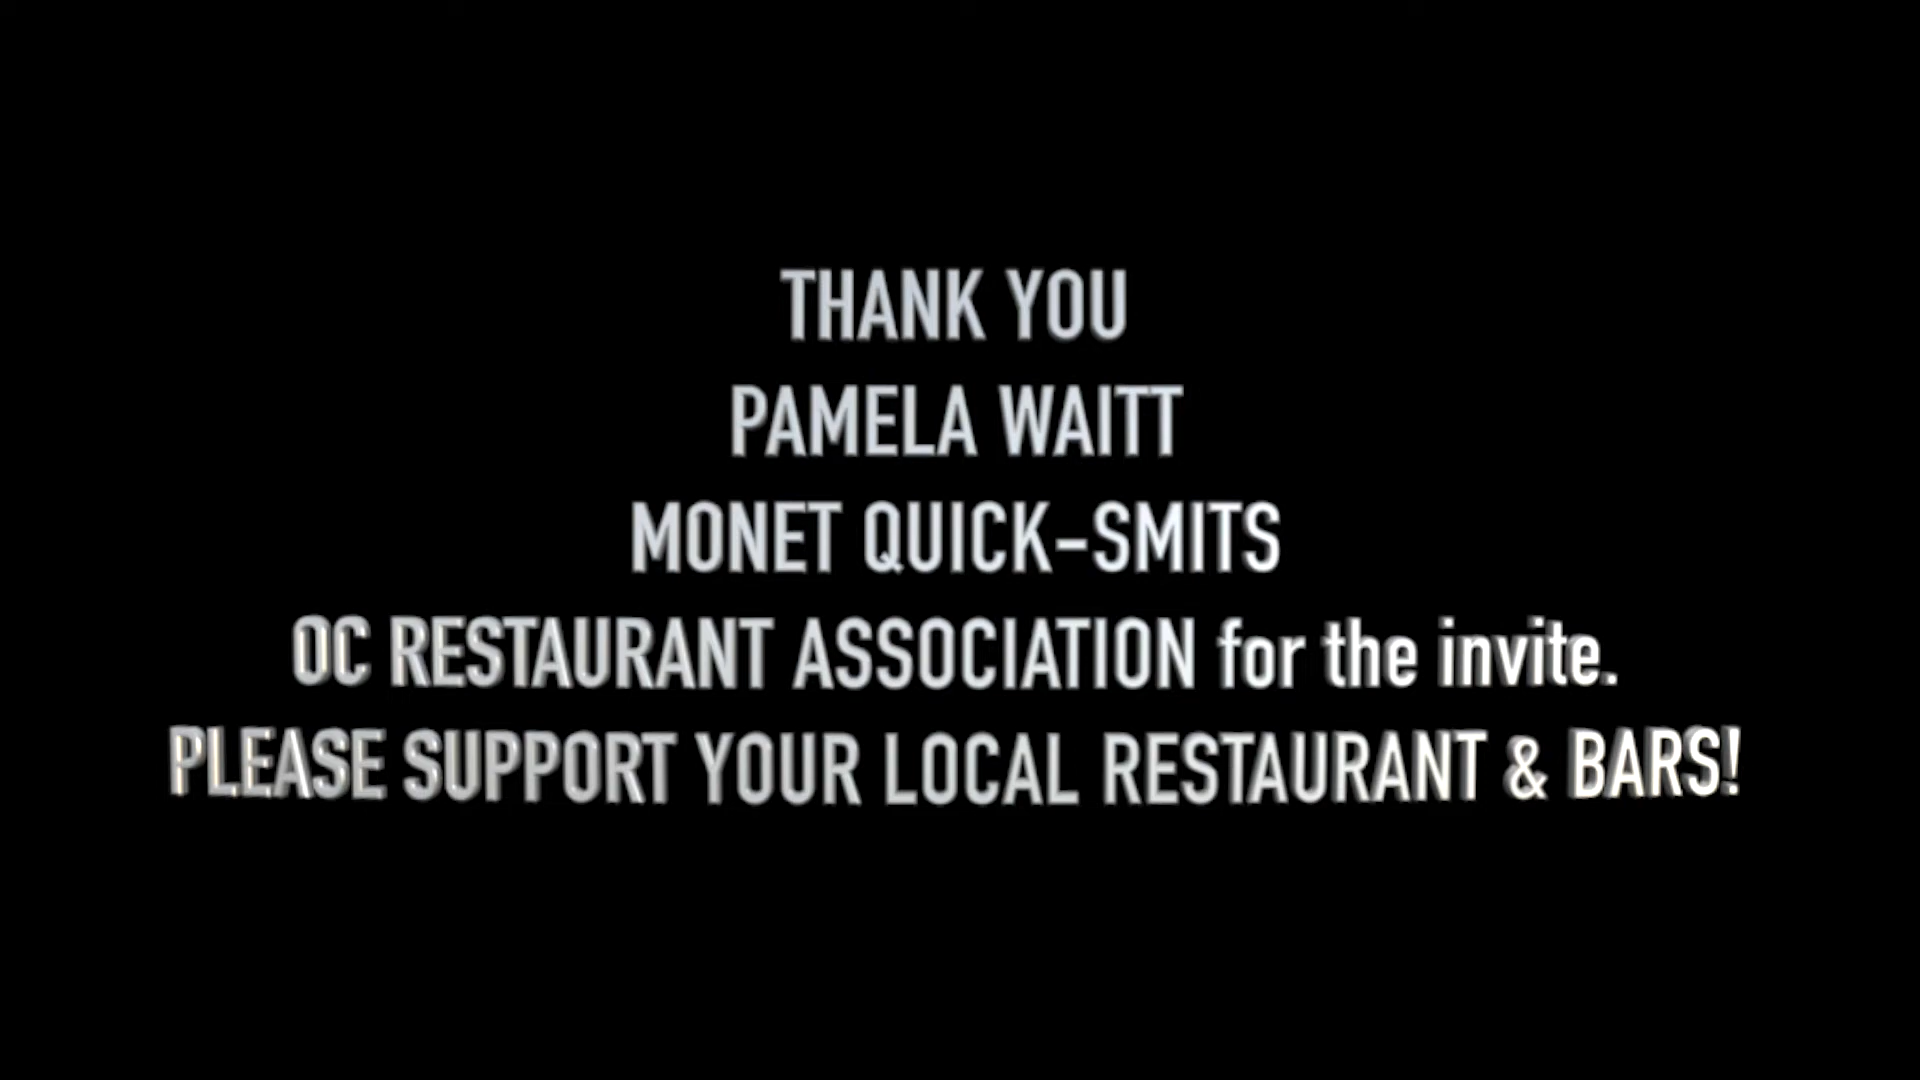 THANK YOU
PAMELA WAITT
MONET QUICK-SMITS
OC RESTAURANT ASSOCIATION for the invite.
PLEASE SUPPORT YOUR LOCAL RESTAURANT & BARS!